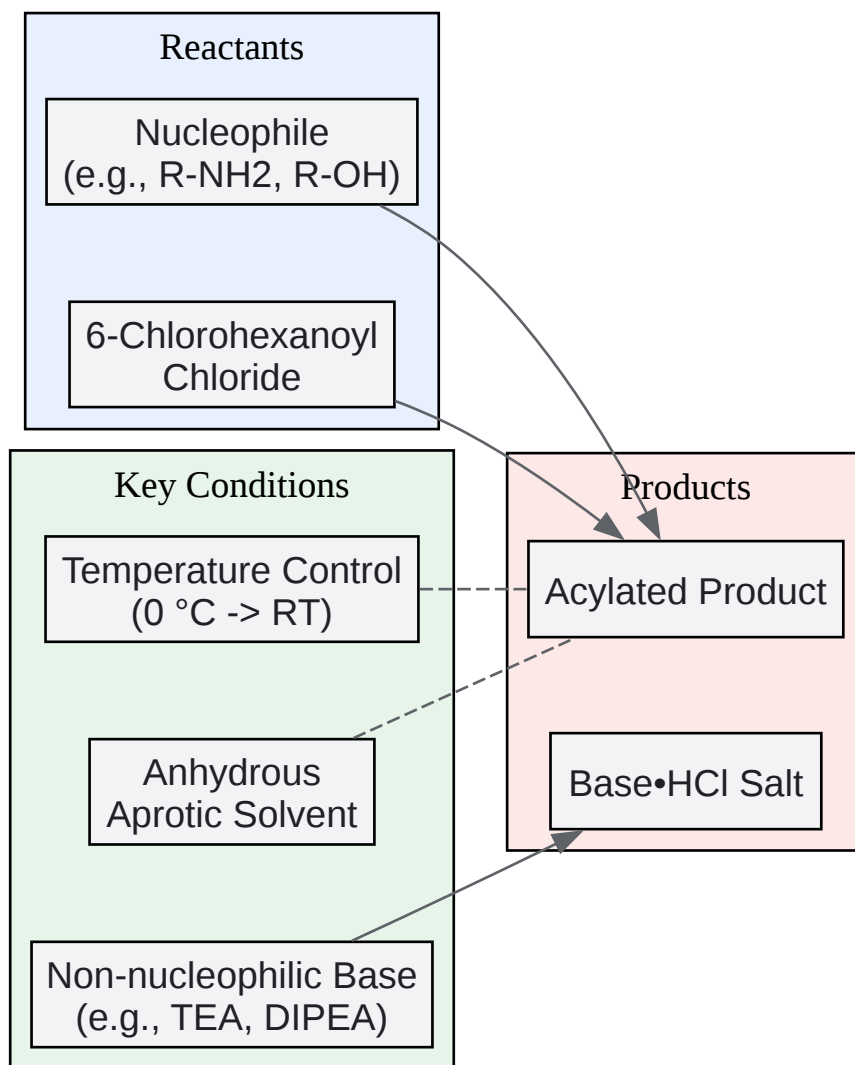 Reactants
Nucleophile
(e.g., R-NH2, R-OH)
6-Chlorohexanoyl
Chloride
Key Conditions
Temperature Control
(0 °C -> RT)
Anhydrous
Aprotic Solvent
Non-nucleophilic Base
(e.g., TEA, DIPEA)
Products
Acylated Product
Base•HCl Salt